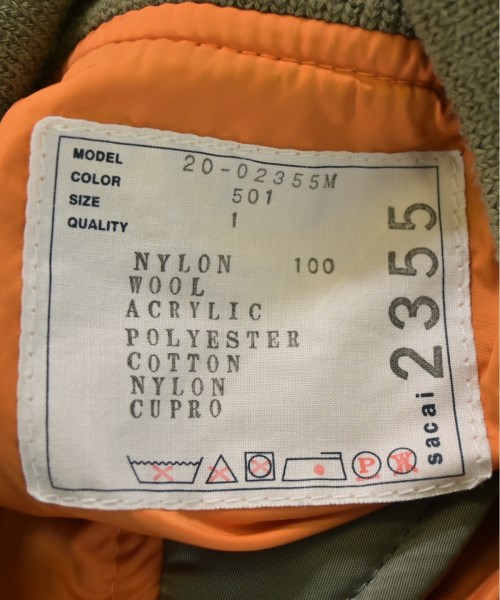 MODEL 20-02355M
COLOR 501
SIZE 1
QUALITY
NYLON 100
WOOL
ACRYLIC
POLYESTER
COTTON
NYLON
CUPRO
P W
sacai 2355